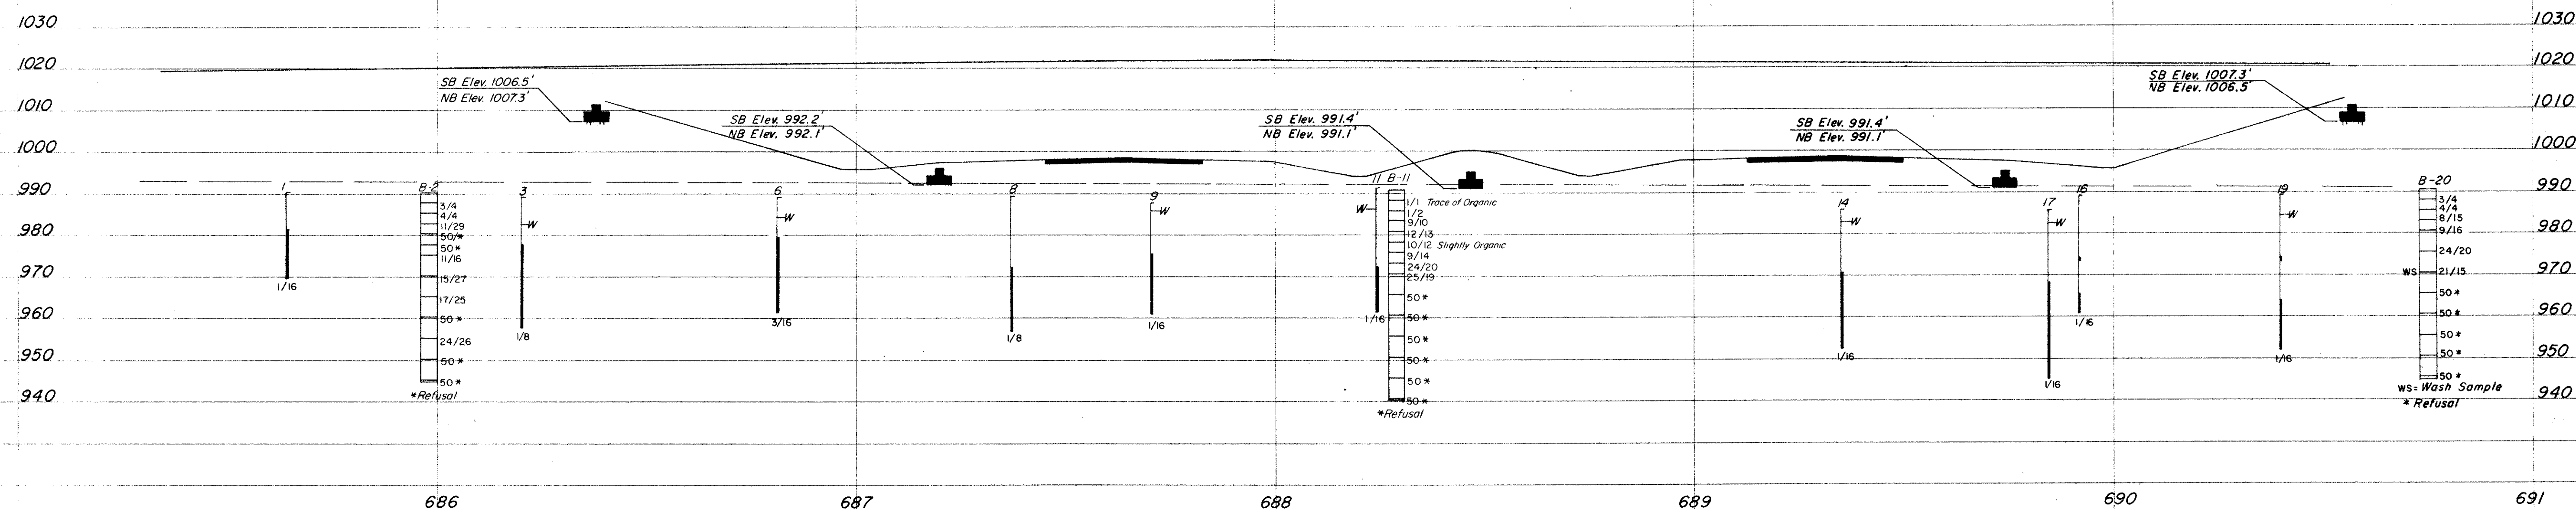 1030
1030
1020
1020
SB Elev. 1006.5'
NB Elev. 1007.3'
SB Elev. 1007.3'
NB Elev. 1006.5'
1010
1010
SB Elev. 992.2'
NB Elev. 992.1'
SB Elev. 991.4'
NB Elev. 991.1'
SB Elev. 991.4'
NB Elev. 991.1'
1000
1000
990
990
1
B-2
3/4
4/4
11/29
50/*
50*
11/16
15/27
17/25
50*
24/26
50*
50*
*Refusal
1/16
3
W
1/8
6
W
3/16
8
1/8
9
W
1/16
11
W
1/16
B-11
1/1 Trace of Organic
1/2
9/10
12/13
10/12 Slightly Organic
9/14
24/20
25/19
50*
50*
50*
50*
50*
50*
*Refusal
14
W
1/16
17
W
1/16
16
1/16
19
W
1/16
B-20
3/4
4/4
8/15
9/16
24/20
WS 21/15
50*
50*
50*
50*
50*
WS= Wash Sample
* Refusal
980
980
970
970
960
960
950
950
940
940
686
687
688
689
690
691